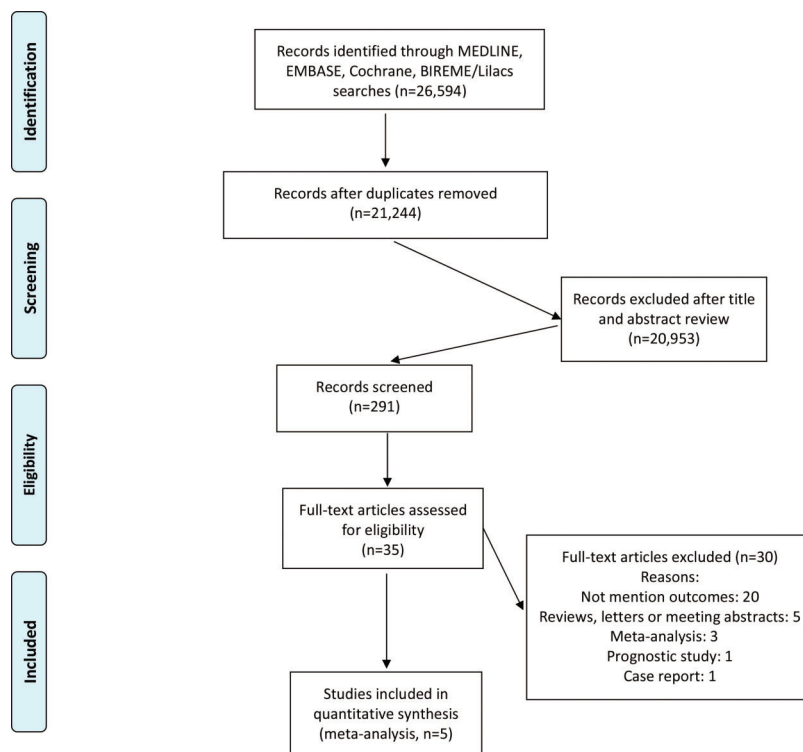 Identification
Records identified through MEDLINE,
EMBASE, Cochrane, BIREME/Lilacs
searches (n=26,594)
Records after duplicates removed
(n=21,244)
Screening
Records excluded after title
and abstract review
(n=20,953)
Records screened
(n=291)
Eligibility
Full-text articles assessed
for eligibility
(n=35)
Full-text articles excluded (n=30)
Reasons:
Not mention outcomes: 20
Reviews, letters or meeting abstracts: 5
Meta-analysis: 3
Prognostic study: 1
Case report: 1
Included
Studies included in
quantitative synthesis
(meta-analysis, n=5)